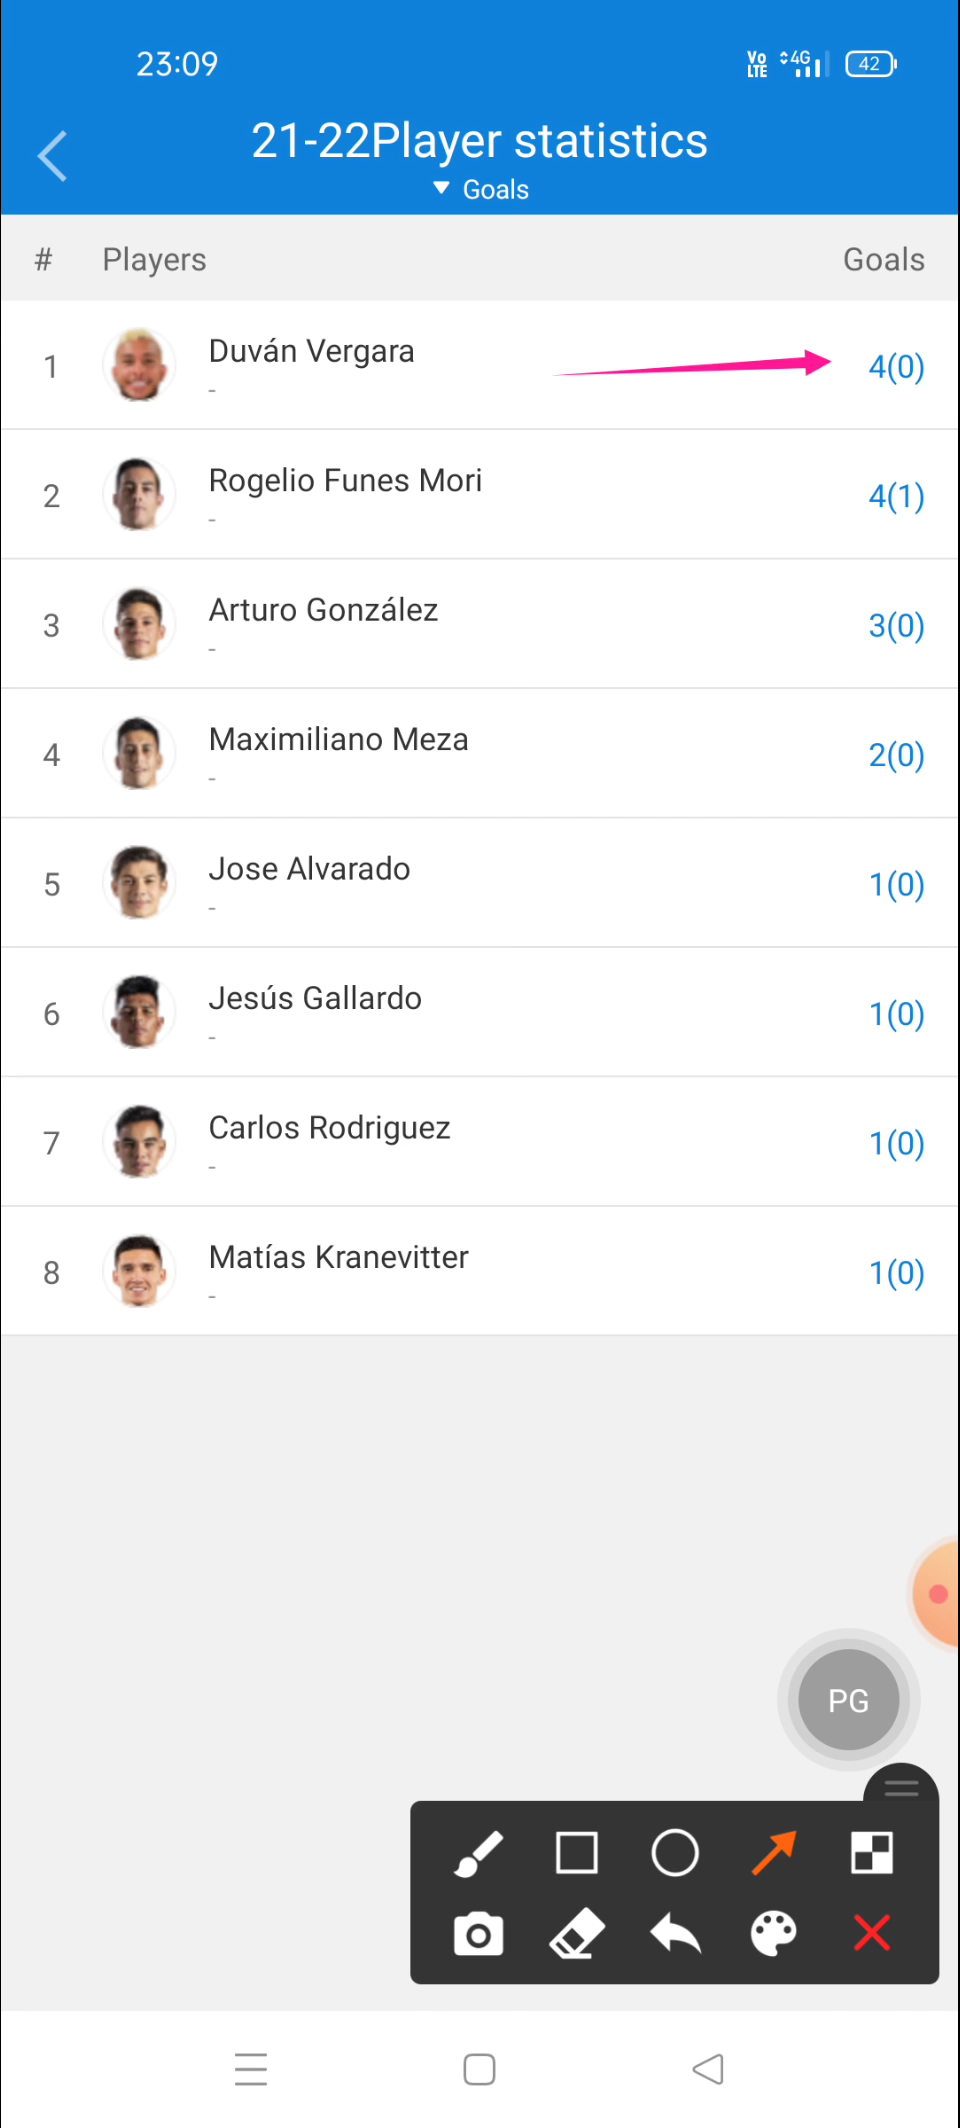 23:09
Vo LTE 4G 42
21-22Player statistics
Goals
# Players Goals
1 Duván Vergara 4(0)
-
2 Rogelio Funes Mori 4(1)
-
3 Arturo González 3(0)
-
4 Maximiliano Meza 2(0)
-
5 Jose Alvarado 1(0)
-
6 Jesús Gallardo 1(0)
-
7 Carlos Rodriguez 1(0)
-
8 Matías Kranevitter 1(0)
-
PG